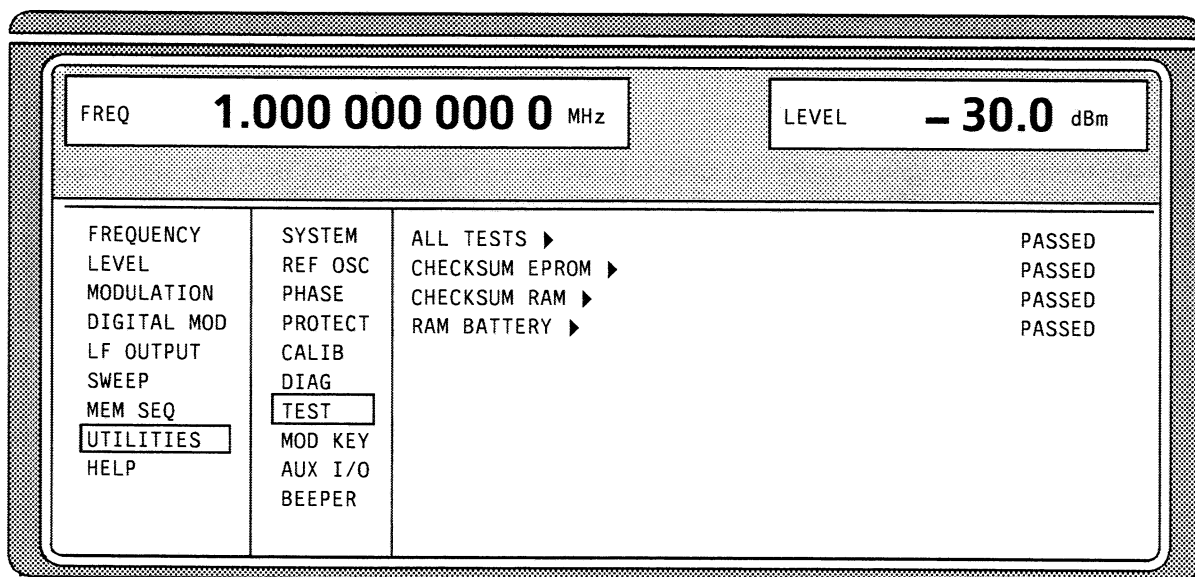 FREQ 1.000 000 000 0 MHz LEVEL – 30.0 dBm
FREQUENCY SYSTEM ALL TESTS ▶ PASSED
LEVEL REF OSC CHECKSUM EPROM ▶ PASSED
MODULATION PHASE CHECKSUM RAM ▶ PASSED
DIGITAL MOD PROTECT RAM BATTERY ▶ PASSED
LF OUTPUT CALIB
SWEEP DIAG
MEM SEQ TEST
UTILITIES MOD KEY
HELP AUX I/O
BEEPER